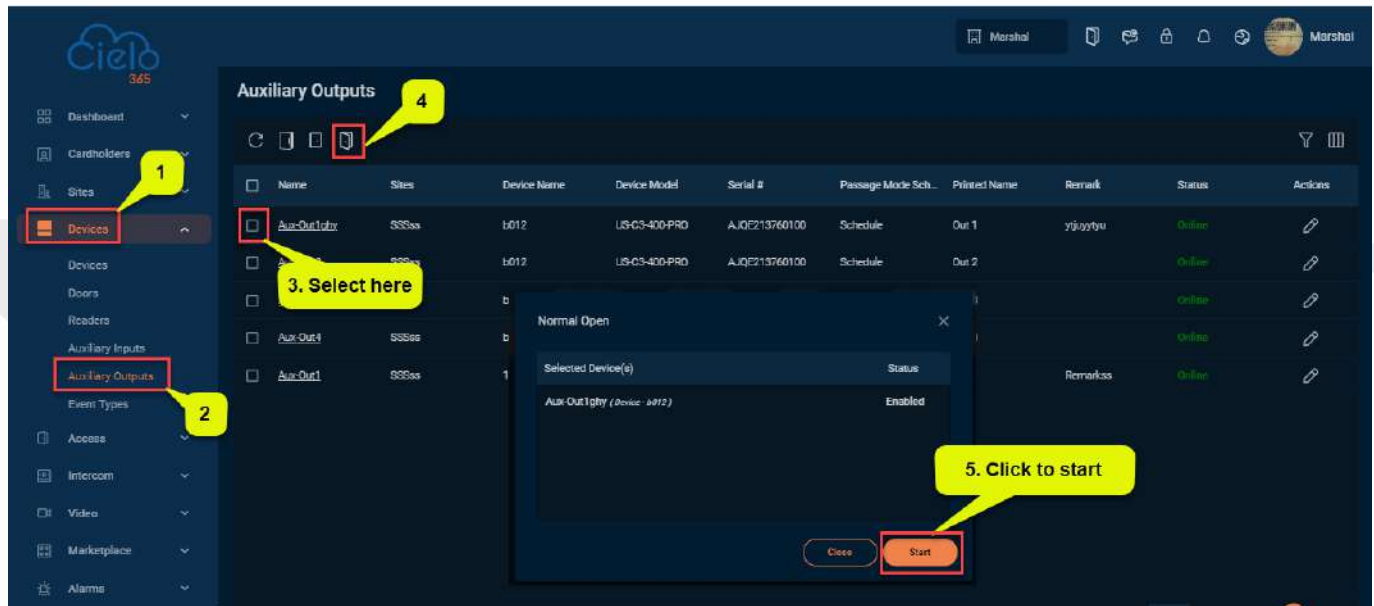 Cielo
365
Marshal
Marshal
Auxiliary Outputs
4
Dashboard
Cardholders
1
Sites
Devices
Devices
Doors
Readers
Auxiliary Inputs
Auxiliary Outputs
Event Types
2
Access
Intercom
Video
Marketplace
Alarms
Name Sites Device Name Device Model Serial # Passage Mode Sch... Printed Name Remark Status Actions
Aux-Out1ghy SSSss b012 US-C3-400-PRO AJQE213760100 Schedule Out 1 ytjuyytyu Online
b012 US-C3-400-PRO AJQE213760100 Schedule Out 2 Online
3. Select here
b Online
Aux-Out4 SSSss b Online
Aux-Out1 SSSss 1 Remarkss Online
Normal Open
Selected Device(s) Status
Aux-Out1ghy (Device - b012) Enabled
5. Click to start
Close Start